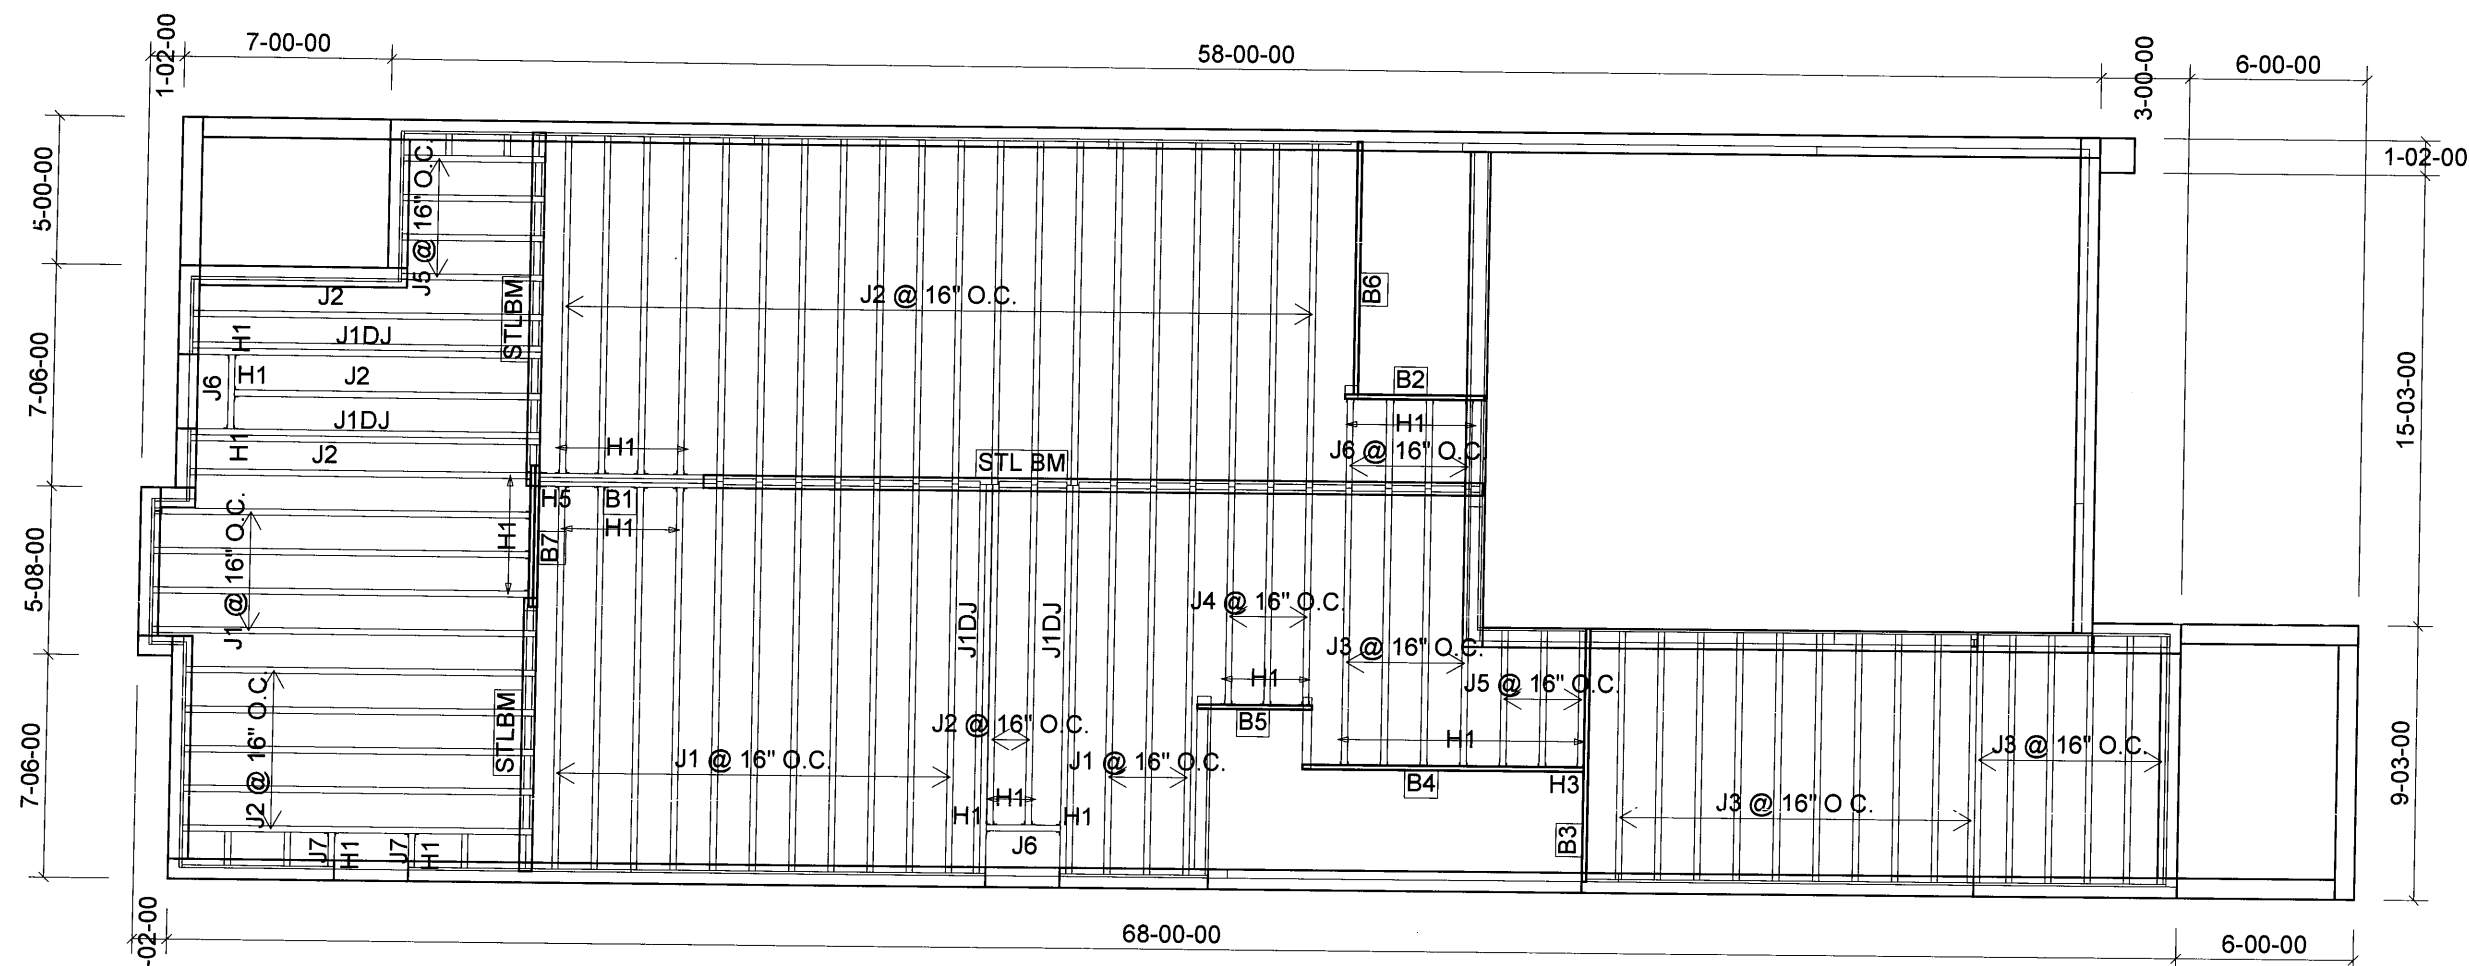 1-02-00
7-00-00
58-00-00
3-00-00
6-00-00
1-02-00
5-00-00
7-06-00
5-08-00
7-06-00
15-03-00
9-03-00
J5 @ 16" O.C.
J2
H1
J1DJ
J6
H1
J2
J1DJ
H1
J2
STLBM
J2 @ 16" O.C.
B6
B2
H1
J6 @ 16" O.C.
H1
STL BM
H5
B1
H1
H1
B7
J1 @ 16" O.C.
J1DJ
J1DJ
J4 @ 16" O.C.
J3 @ 16" O.C.
H1
J5 @ 16" O.C.
B5
J2 @ 16" O.C.
STLBM
J2 @ 16" O.C.
J1 @ 16" O.C.
J1 @ 16" O.C.
H1
B4
H3
J3 @ 16" O.C.
J3 @ 16" O C.
H1
H1
H1
J6
B3
J7
H1
J7
H1
-02-00
68-00-00
6-00-00